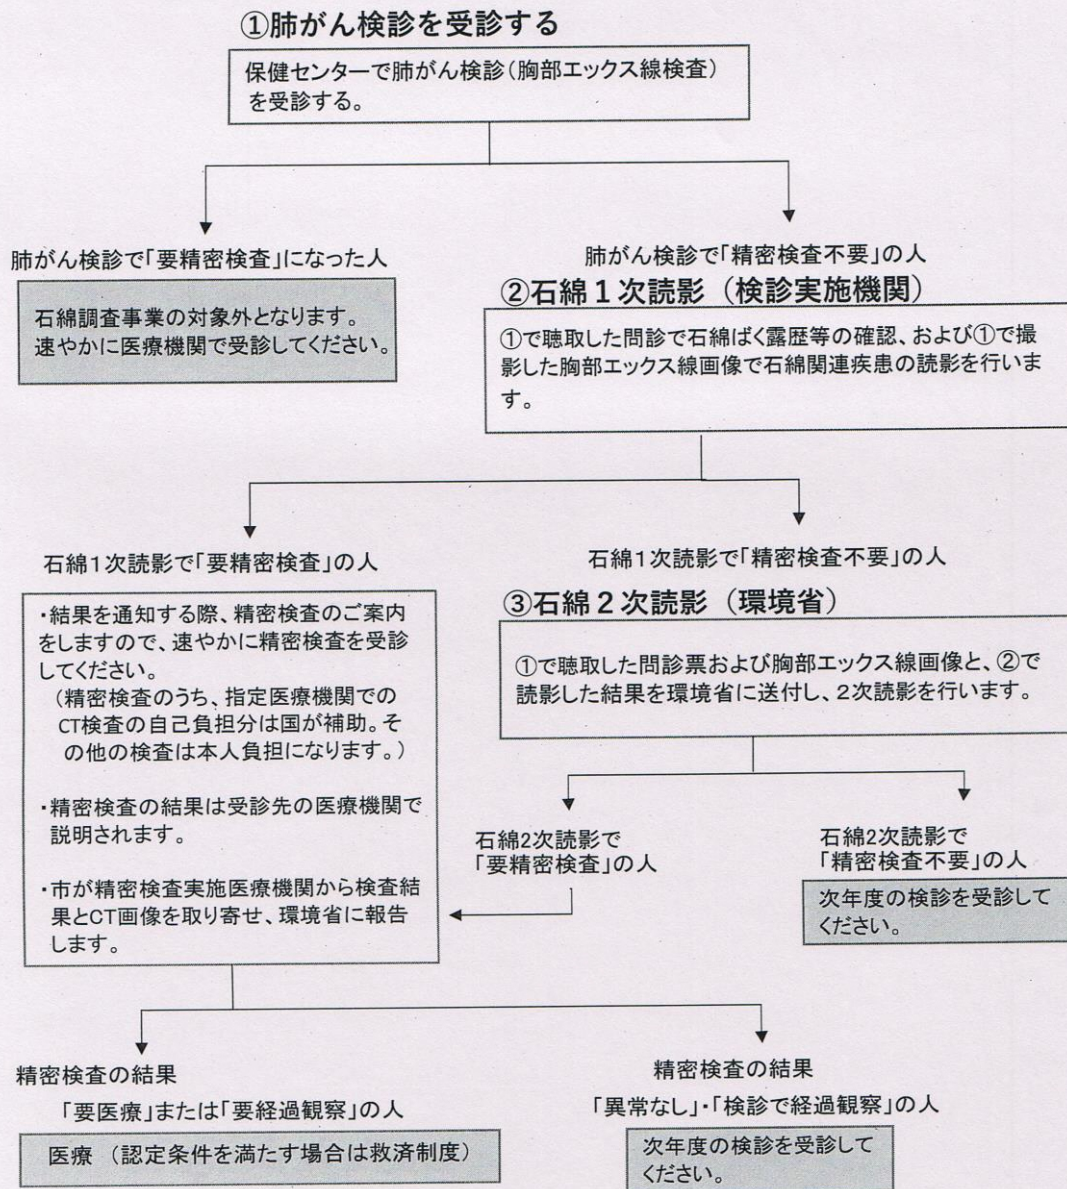 ①肺がん検診を受診する
保健センターで肺がん検診(胸部エックス線検査)
を受診する。
肺がん検診で「要精密検査」になった人
石綿調査事業の対象外となります。
速やかに医療機関で受診してください。
肺がん検診で「精密検査不要」の人
②石綿1次読影（検診実施機関）
①で聴取した問診で石綿ばく露歴等の確認、および①で撮
影した胸部エックス線画像で石綿関連疾患の読影を行いま
す。
石綿1次読影で「要精密検査」の人
・結果を通知する際、精密検査のご案内
をしますので、速やかに精密検査を受診
してください。
(精密検査のうち、指定医療機関での
CT検査の自己負担分は国が補助。そ
の他の検査は本人負担になります。)
・精密検査の結果は受診先の医療機関で
説明されます。
・市が精密検査実施医療機関から検査結
果とCT画像を取り寄せ、環境省に報告
します。
石綿1次読影で「精密検査不要」の人
③石綿2次読影（環境省）
①で聴取した問診票および胸部エックス線画像と、②で
読影した結果を環境省に送付し、2次読影を行います。
石綿2次読影で
「要精密検査」の人
石綿2次読影で
「精密検査不要」の人
次年度の検診を受診して
ください。
精密検査の結果
「要医療」または「要経過観察」の人
医療 （認定条件を満たす場合は救済制度）
精密検査の結果
「異常なし」・「検診で経過観察」の人
次年度の検診を受診して
ください。